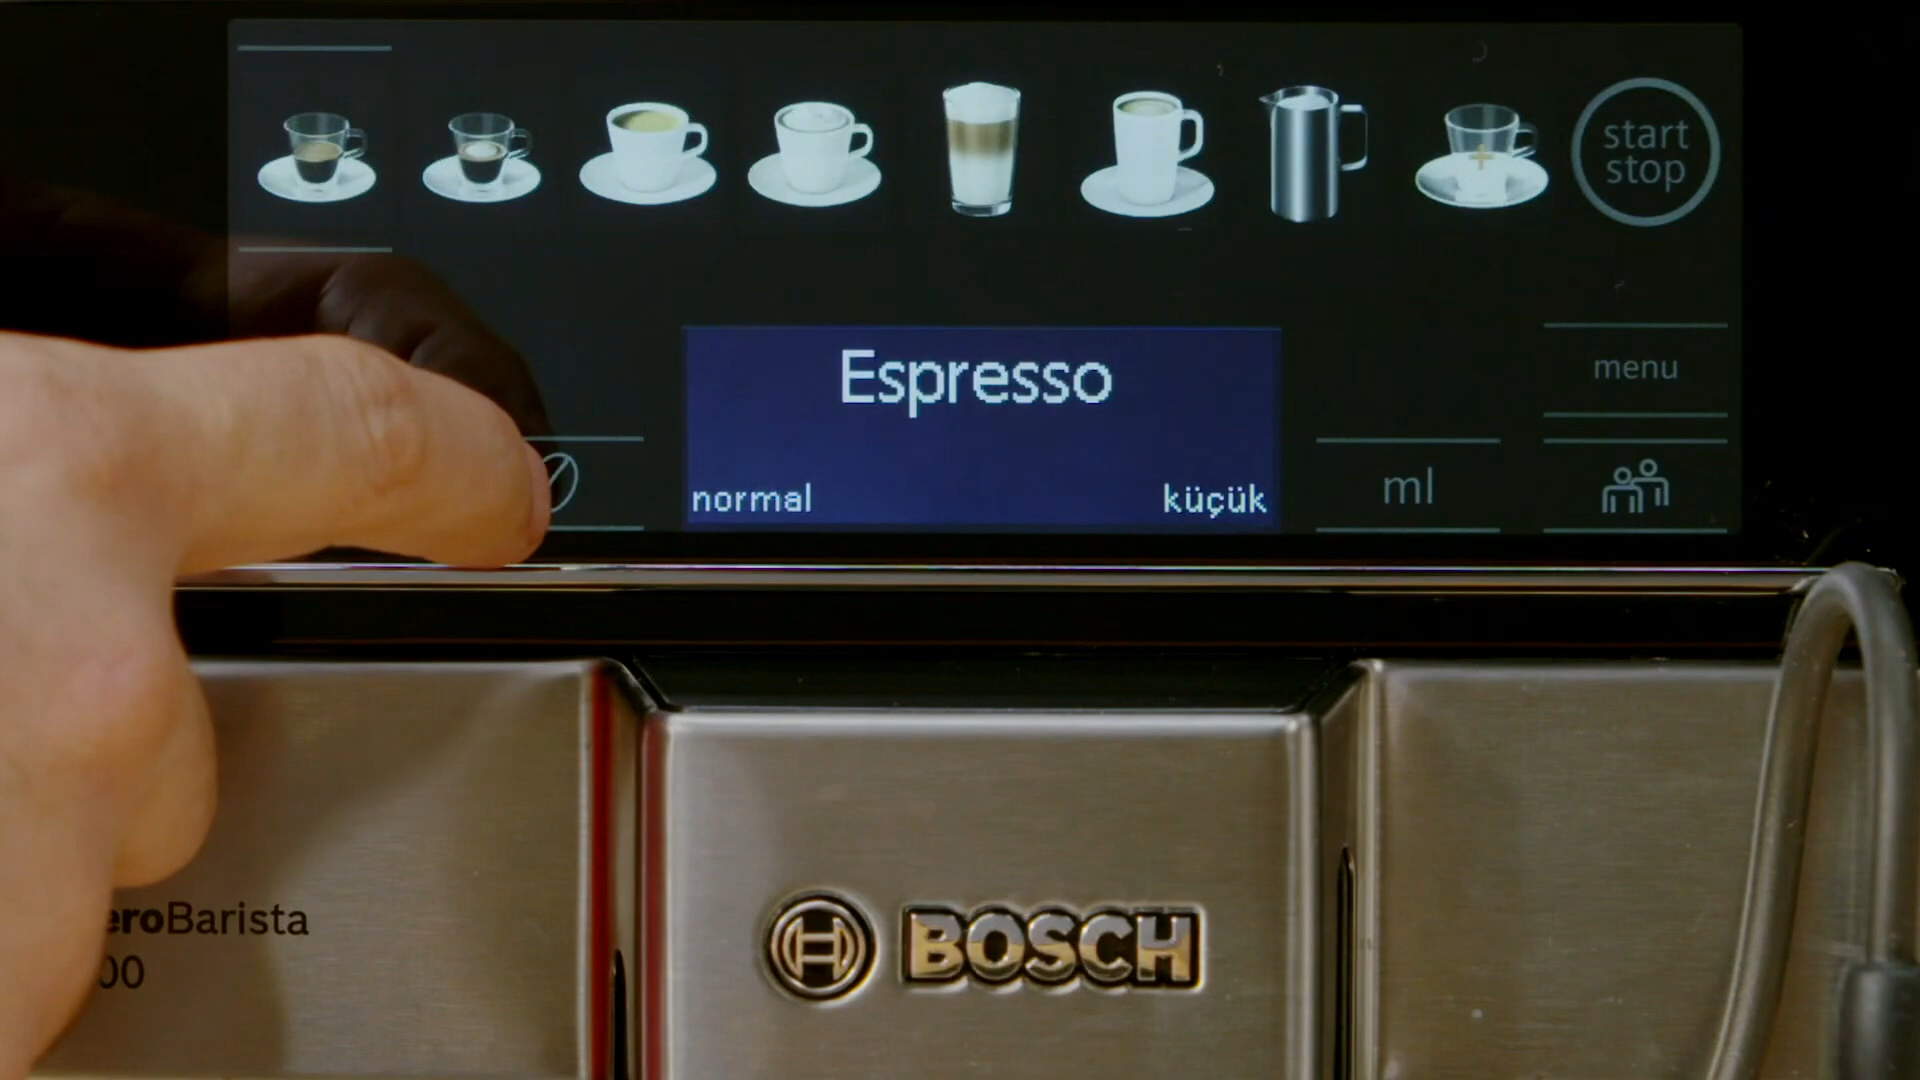 start
stop
Espresso
menu
normal
küçük
ml
eroBarista
00
BOSCH